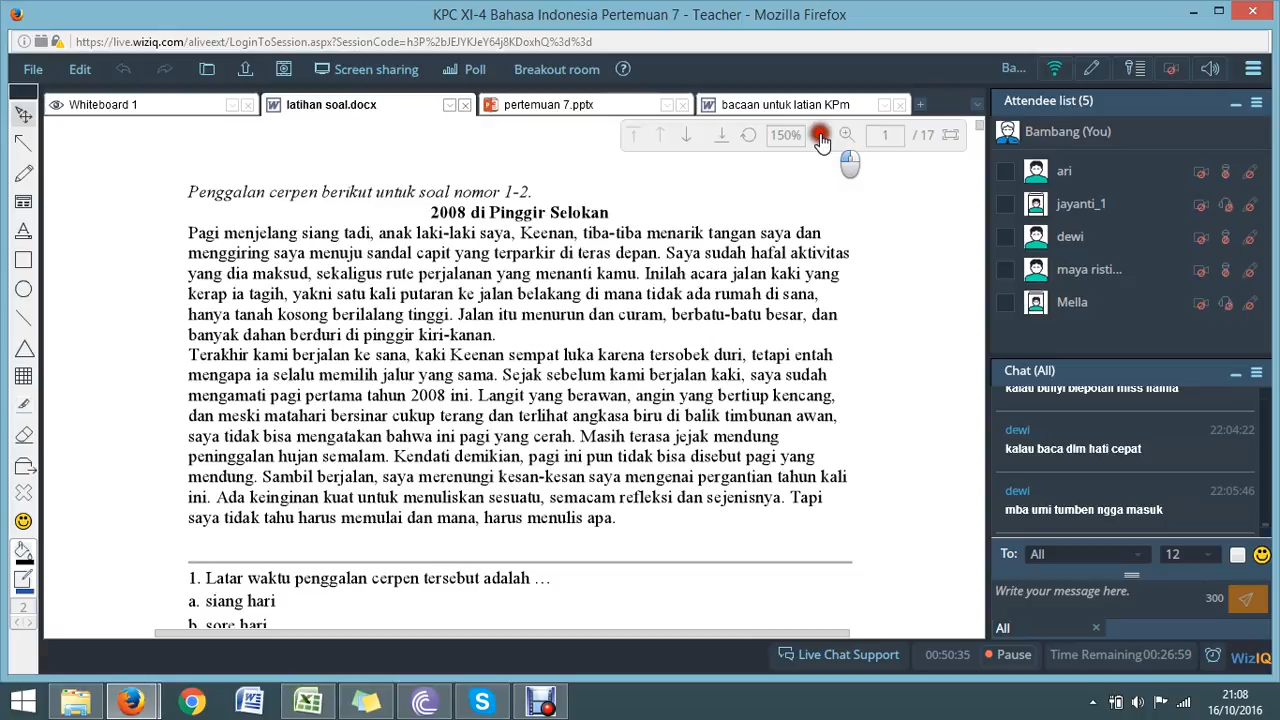 KPC XI-4 Bahasa Indonesia Pertemuan 7 - Teacher - Mozilla Firefox
https://live.wiziq.com/aliveext/LoginToSession.aspx?SessionCode=h3P%2bJEJYKJeY64j8KDoxhQ%3d%3d
File Edit Screen sharing Poll Breakout room Ba...
Whiteboard 1 latihan soal.docx pertemuan 7.pptx bacaan untuk latian KPm
150% 1 / 17
Penggalan cerpen berikut untuk soal nomor 1-2.
2008 di Pinggir Selokan
Pagi menjelang siang tadi, anak laki-laki saya, Keenan, tiba-tiba menarik tangan saya dan
menggiring saya menuju sandal capit yang terparkir di teras depan. Saya sudah hafal aktivitas
yang dia maksud, sekaligus rute perjalanan yang menanti kamu. Inilah acara jalan kaki yang
kerap ia tagih, yakni satu kali putaran ke jalan belakang di mana tidak ada rumah di sana,
hanya tanah kosong berilalang tinggi. Jalan itu menurun dan curam, berbatu-batu besar, dan
banyak dahan berduri di pinggir kiri-kanan.
Terakhir kami berjalan ke sana, kaki Keenan sempat luka karena tersobek duri, tetapi entah
mengapa ia selalu memilih jalur yang sama. Sejak sebelum kami berjalan kaki, saya sudah
mengamati pagi pertama tahun 2008 ini. Langit yang berawan, angin yang bertiup kencang,
dan meski matahari bersinar cukup terang dan terlihat angkasa biru di balik timbunan awan,
saya tidak bisa mengatakan bahwa ini pagi yang cerah. Masih terasa jejak mendung
peninggalan hujan semalam. Kendati demikian, pagi ini pun tidak bisa disebut pagi yang
mendung. Sambil berjalan, saya merenungi kesan-kesan saya mengenai pergantian tahun kali
ini. Ada keinginan kuat untuk menuliskan sesuatu, semacam refleksi dan sejenisnya. Tapi
saya tidak tahu harus memulai dan mana, harus menulis apa.
1. Latar waktu penggalan cerpen tersebut adalah …
a. siang hari
b. sore hari
2
Attendee list (5)
Bambang (You)
ari
jayanti_1
dewi
maya risti...
Mella
Chat (All)
dewi 22:04:22
kalau baca dlm hati cepat
dewi 22:05:46
mba umi tumben ngga masuk
To: All 12
Write your message here. 300
All
Live Chat Support 00:50:35 Pause Time Remaining 00:26:59 WizIQ
21:08
16/10/2016